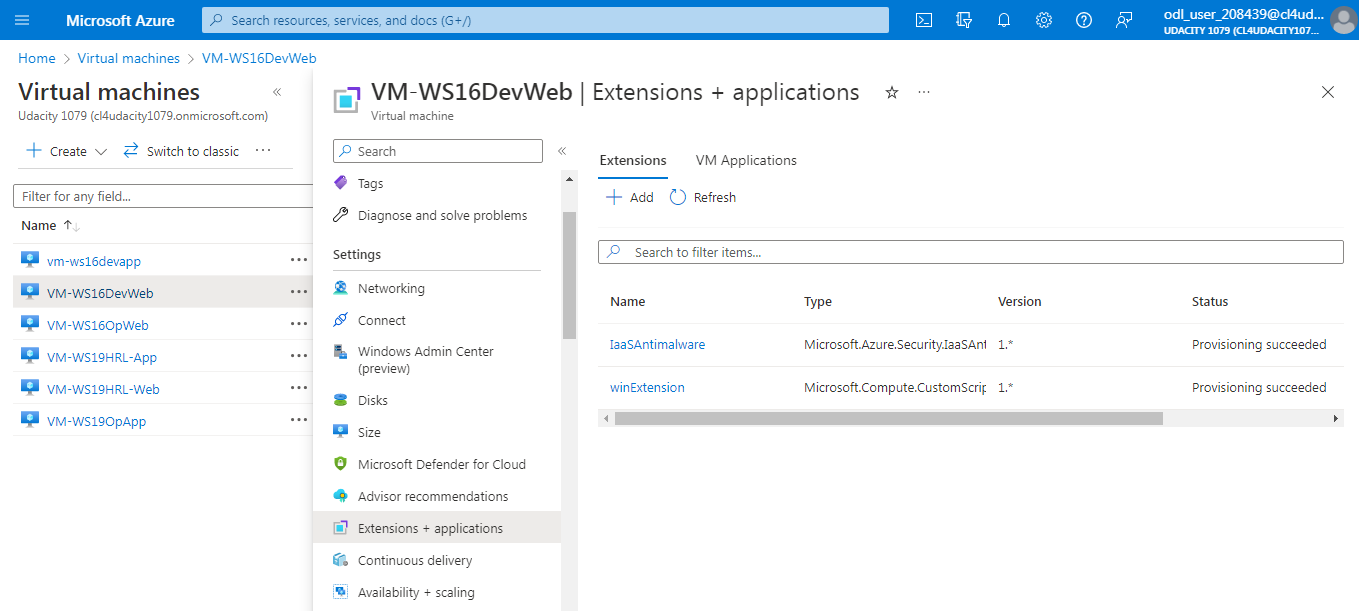 Microsoft Azure
Search resources, services, and docs (G+/)
odl_user_208439@cl4ud...
UDACITY 1079 (CL4UDACITY107...
Home > Virtual machines > VM-WS16DevWeb
Virtual machines
Udacity 1079 (cl4udacity1079.onmicrosoft.com)
Create
Switch to classic
...
Filter for any field...
Name ↑↓
vm-ws16devapp
VM-WS16DevWeb
VM-WS16OpWeb
VM-WS19HRL-App
VM-WS19HRL-Web
VM-WS19OpApp
VM-WS16DevWeb | Extensions + applications
Virtual machine
Search
Tags
Diagnose and solve problems
Settings
Networking
Connect
Windows Admin Center
(preview)
Disks
Size
Microsoft Defender for Cloud
Advisor recommendations
Extensions + applications
Continuous delivery
Availability + scaling
Extensions VM Applications
Add Refresh
Search to filter items...
Name Type Version Status
IaaSAntimalware Microsoft.Azure.Security.IaaSAnt 1.* Provisioning succeeded
winExtension Microsoft.Compute.CustomScrip 1.* Provisioning succeeded